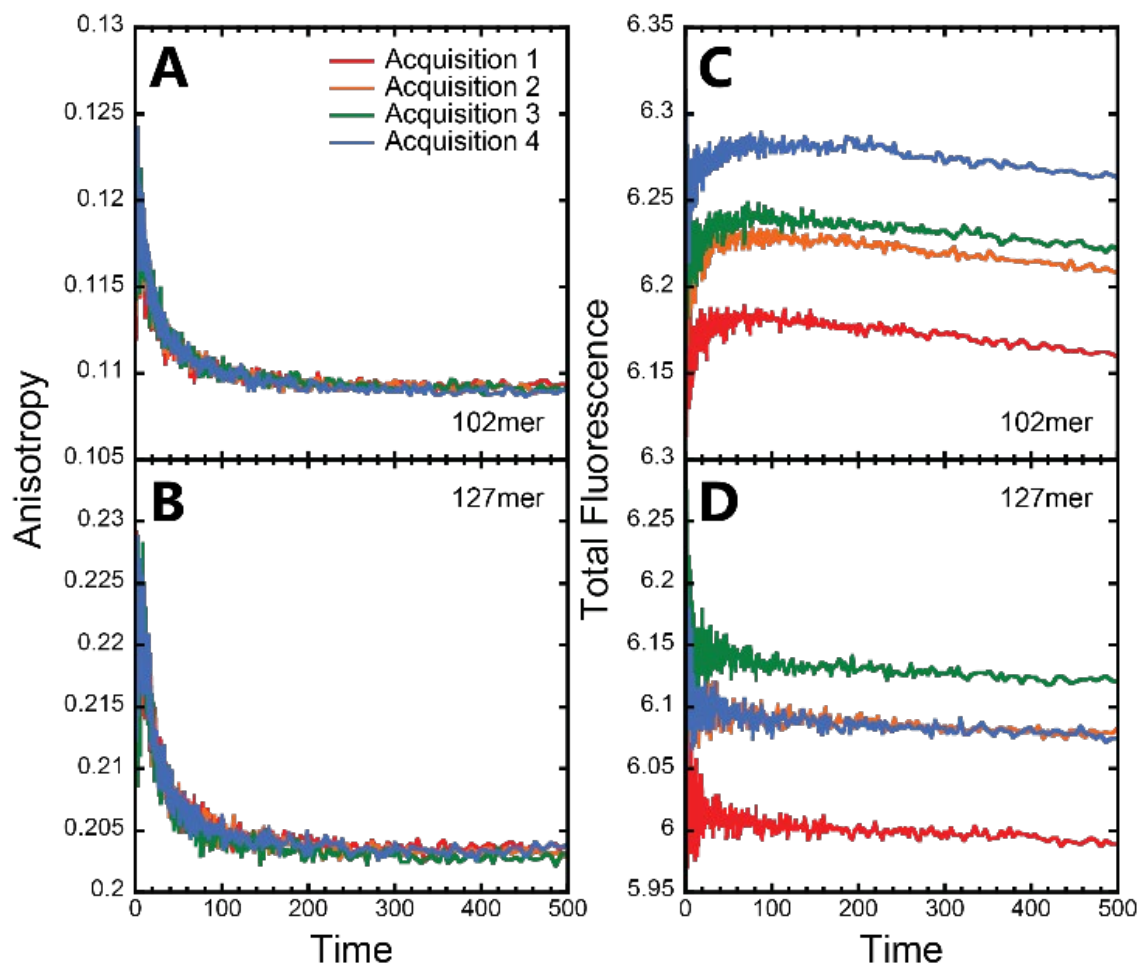 A
Acquisition 1
Acquisition 2
Acquisition 3
Acquisition 4
0.13
0.125
0.12
0.115
0.11
0.105
102mer
B
127mer
0.23
0.225
0.22
0.215
0.21
0.205
0.2
0 100 200 300 400 500
Time
Anisotropy
C
6.35
6.3
6.25
6.2
6.15
6.3
102mer
D
127mer
6.25
6.2
6.15
6.1
6.05
6
5.95
0 100 200 300 400 500
Time
Total Fluorescence